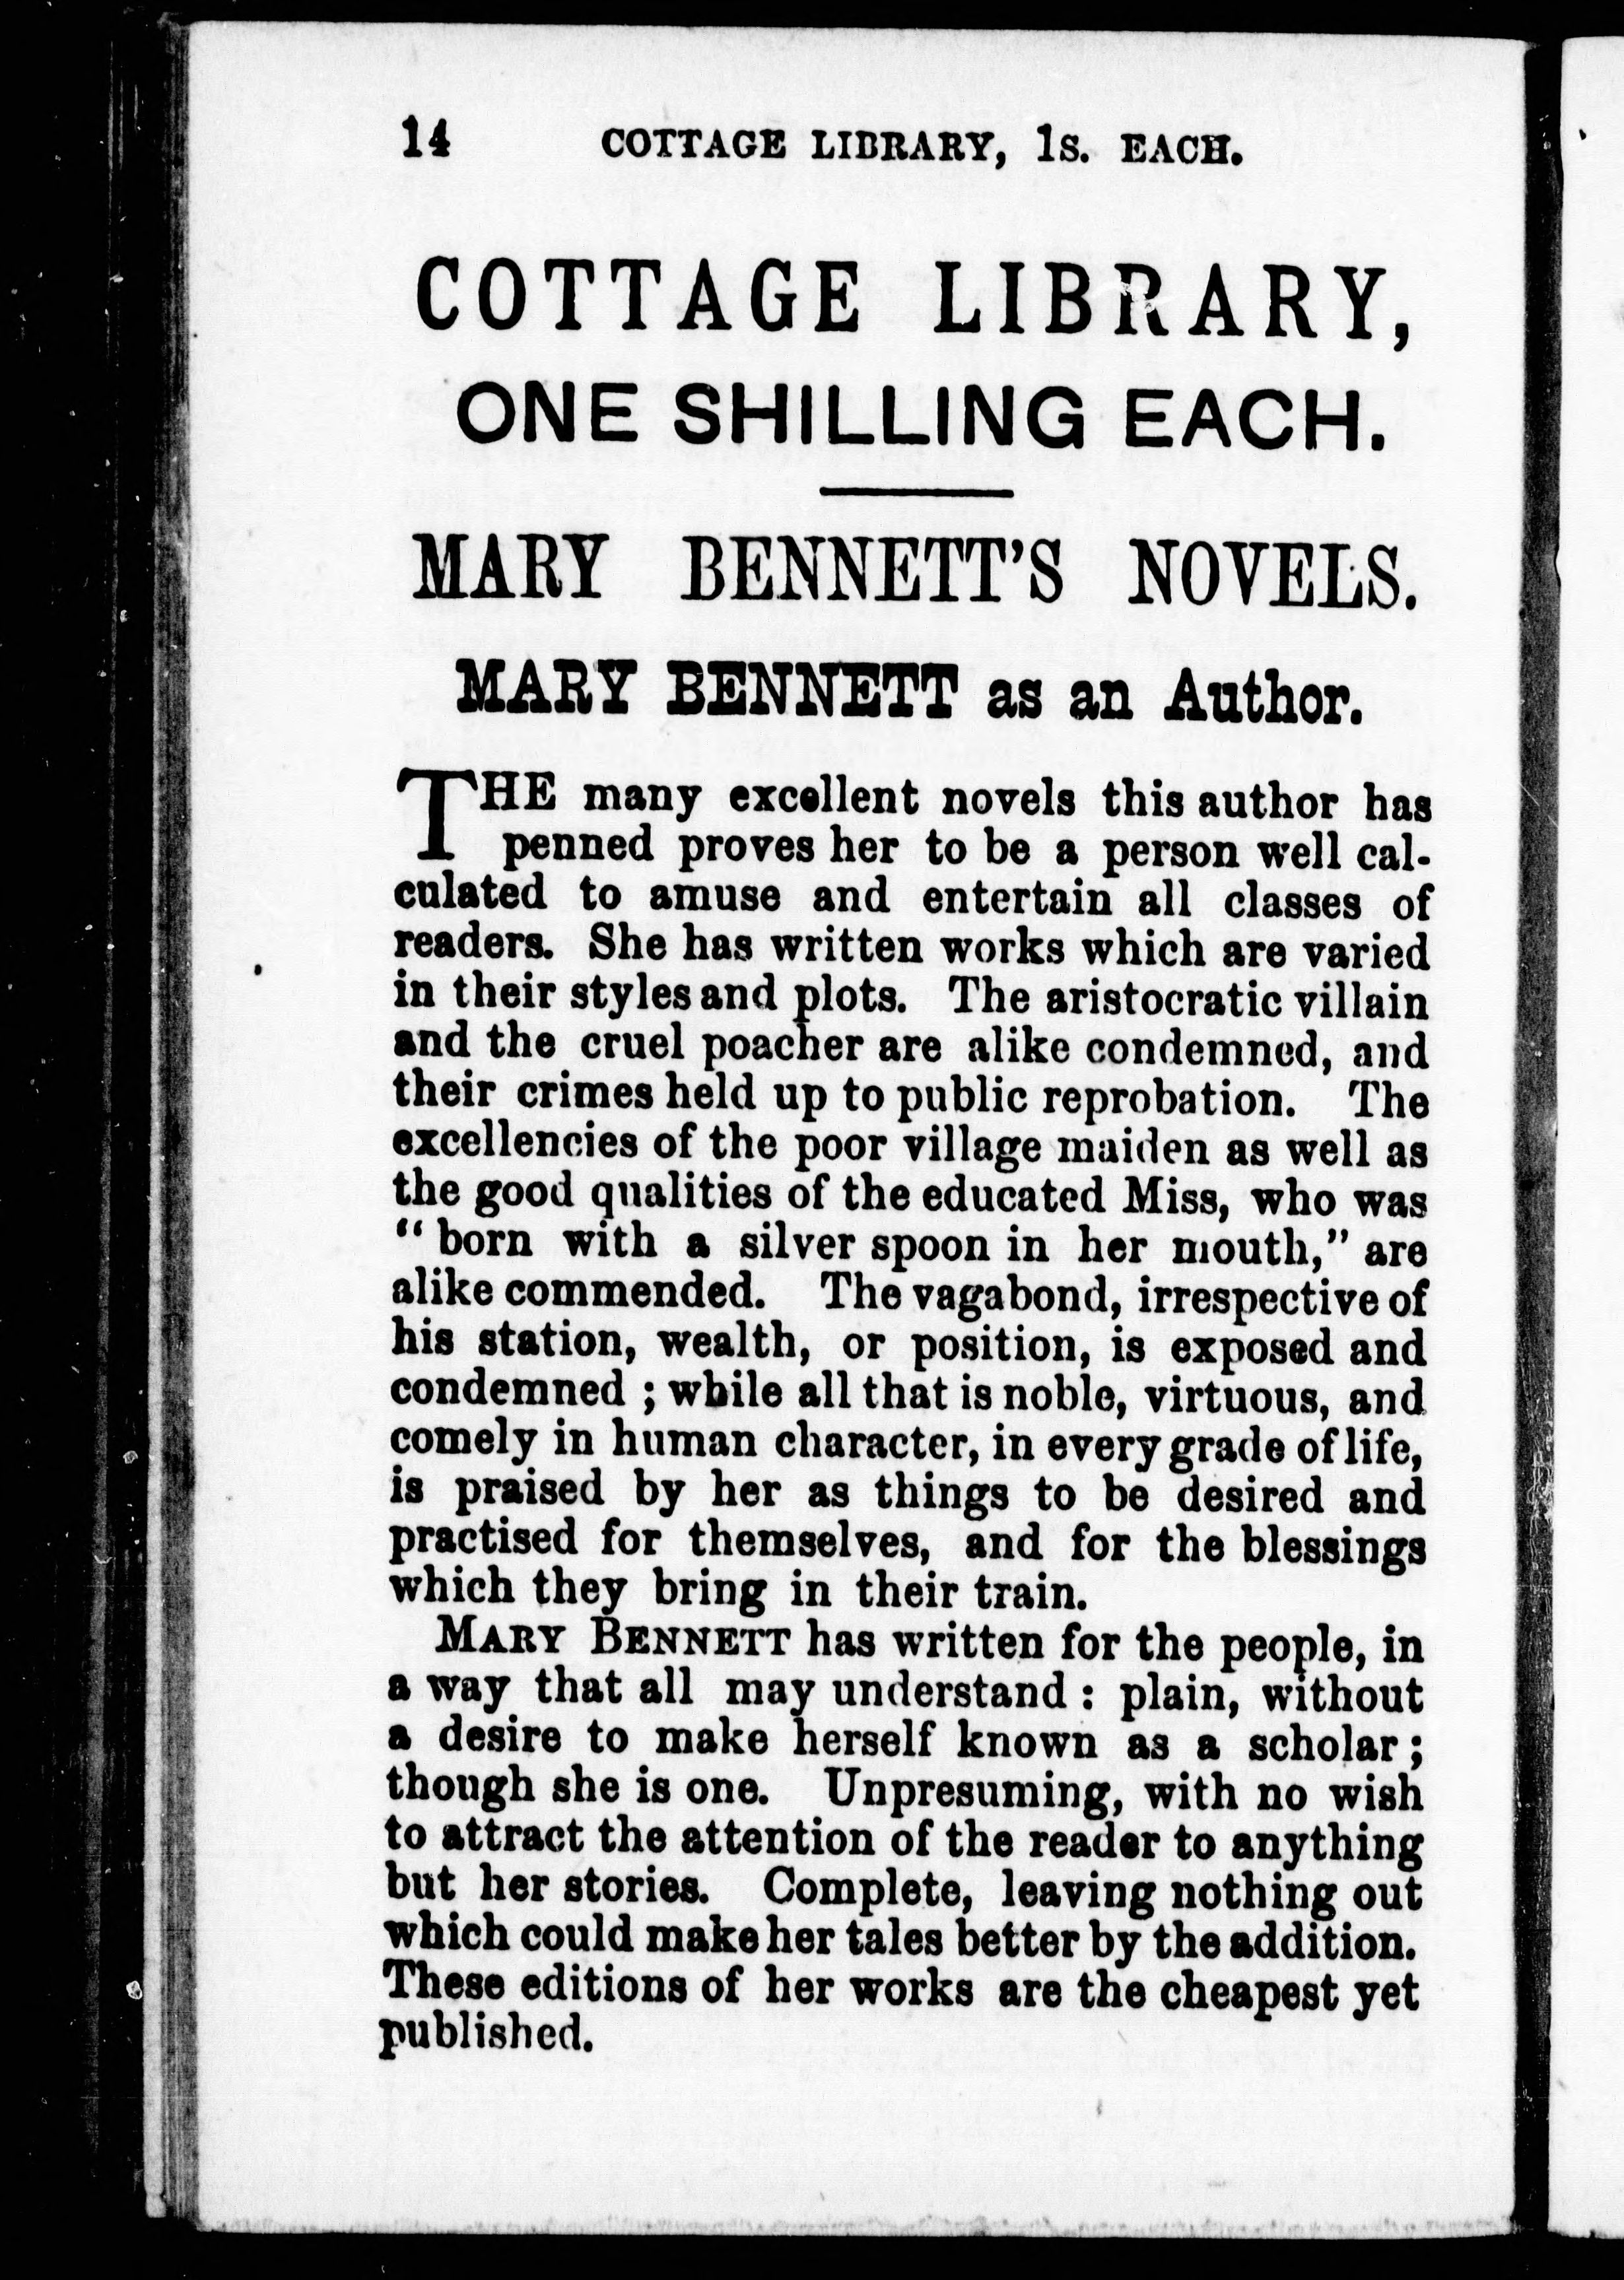 14 COTTAGE LIBRARY, 1s. EACH.
COTTAGE LIBRARY,
ONE SHILLING EACH.
MARY BENNETT'S NOVELS.
MARY BENNETT as an Author.
THE many excellent novels this author has
penned proves her to be a person well cal-
culated to amuse and entertain all classes of
readers. She has written works which are varied
in their styles and plots. The aristocratic villain
and the cruel poacher are alike condemned, and
their crimes held up to public reprobation. The
excellencies of the poor village maiden as well as
the good qualities of the educated Miss, who was
“born with a silver spoon in her mouth,” are
alike commended. The vagabond, irrespective of
his station, wealth, or position, is exposed and
condemned ; while all that is noble, virtuous, and
comely in human character, in every grade of life,
is praised by her as things to be desired and
practised for themselves, and for the blessings
which they bring in their train.
MARY BENNETT has written for the people, in
a way that all may understand : plain, without
a desire to make herself known as a scholar ;
though she is one. Unpresuming, with no wish
to attract the attention of the reader to anything
but her stories. Complete, leaving nothing out
which could make her tales better by the addition.
These editions of her works are the cheapest yet
published.